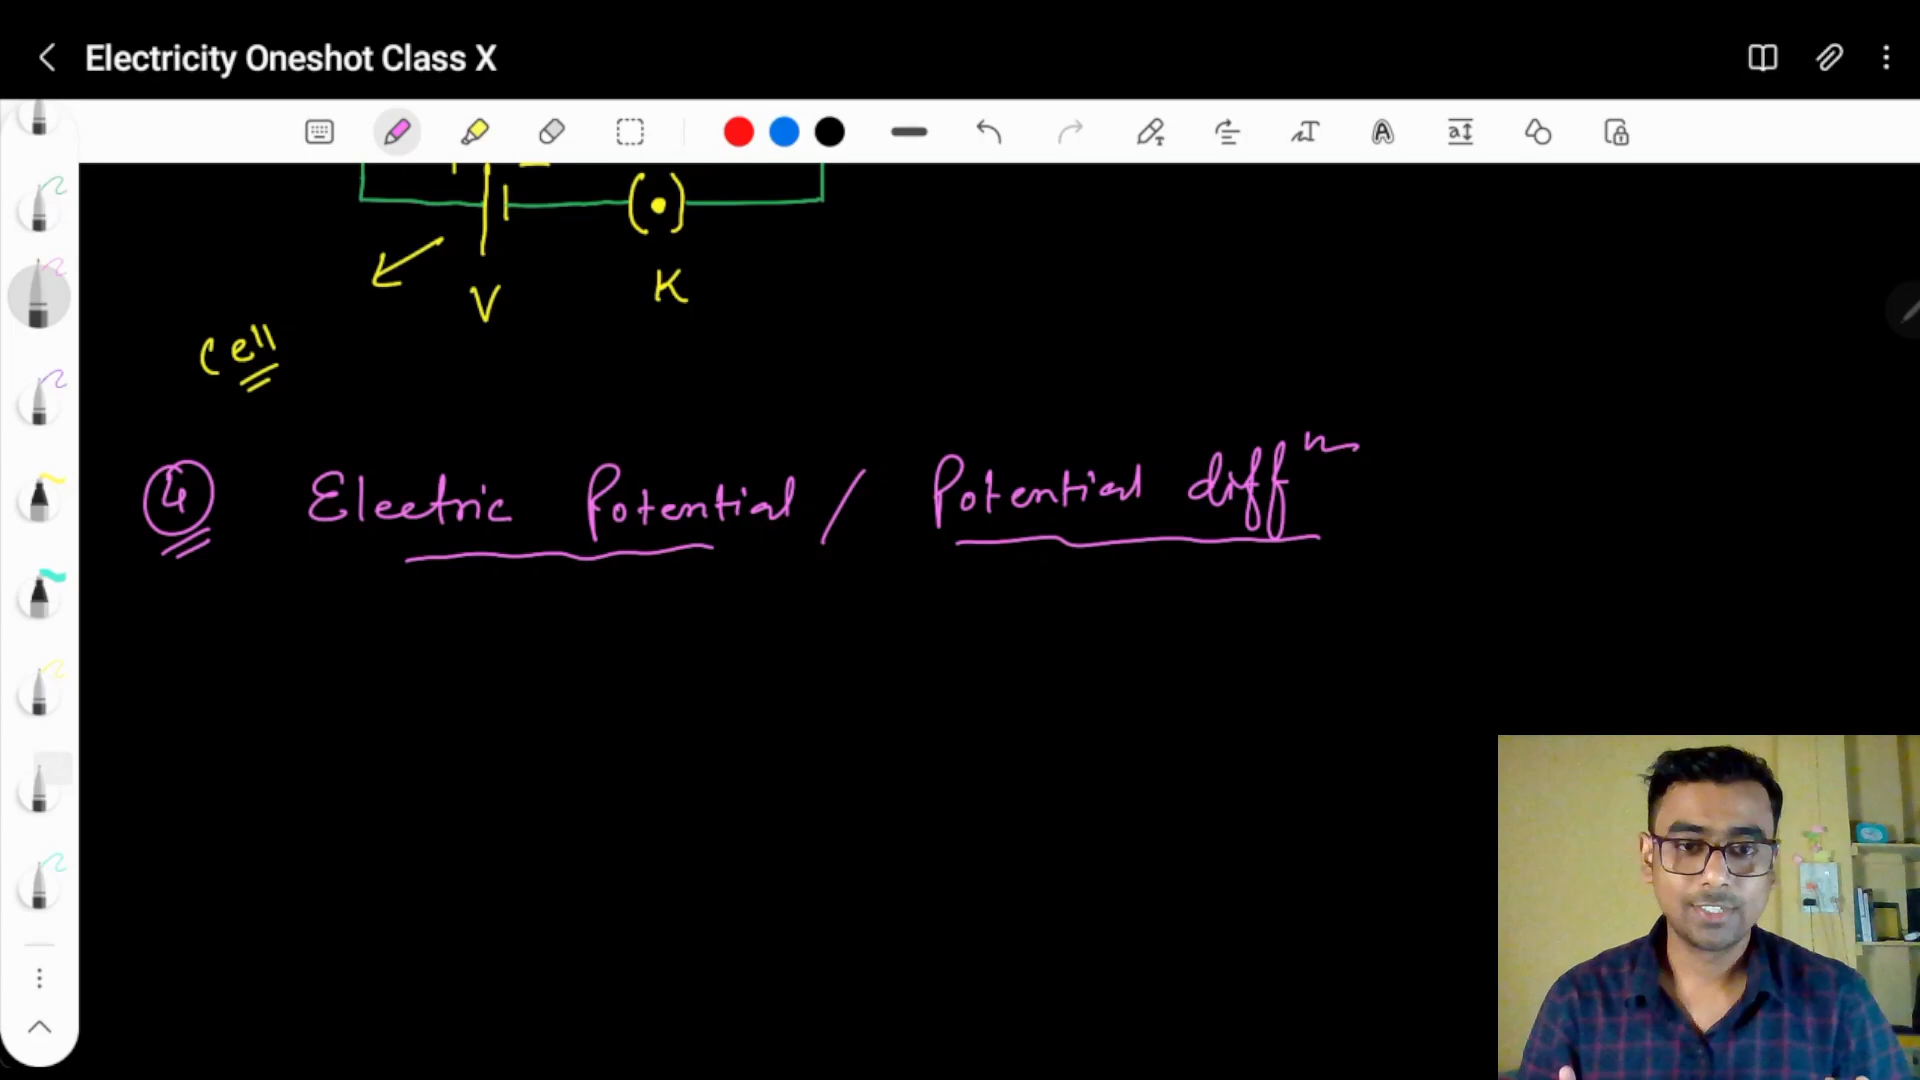 Electricity Oneshot Class X
V
K
Cell
4 Electric Potential / Potential diffn